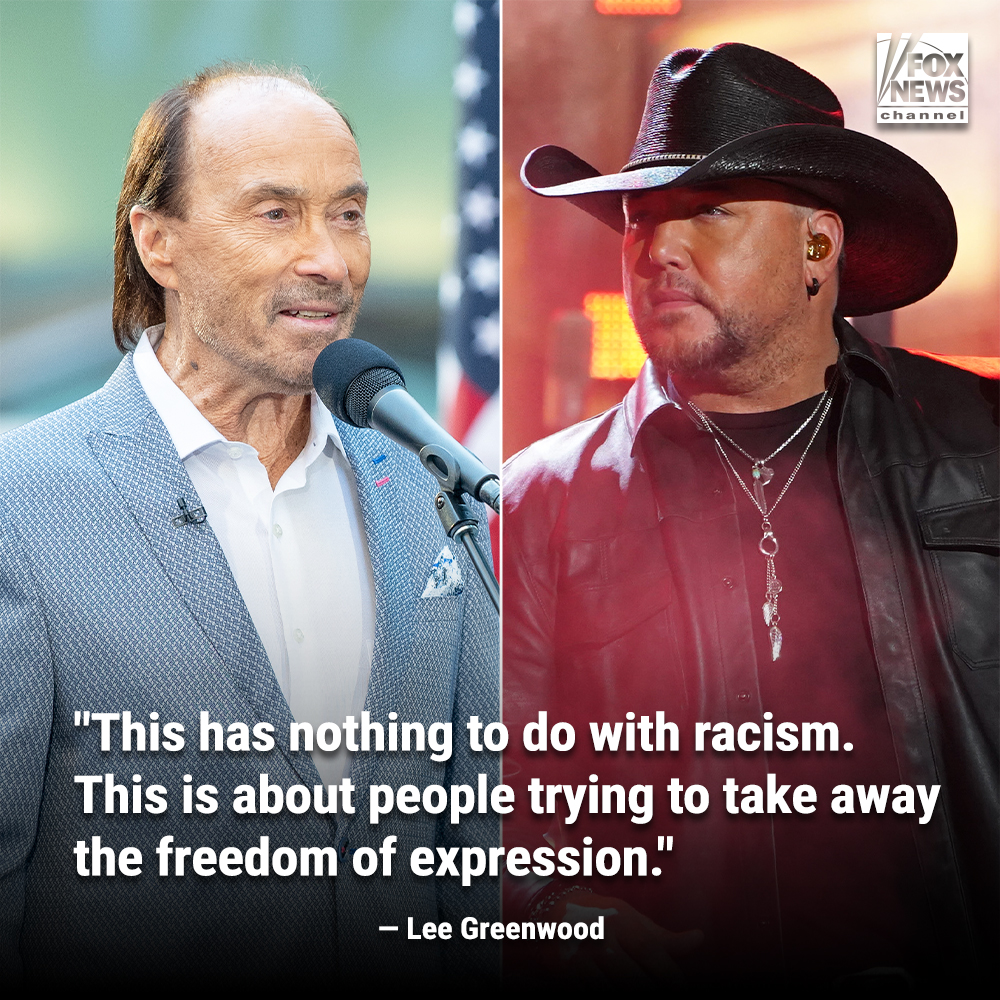 FOX
NEWS
channel
"This has nothing to do with racism.
This is about people trying to take away
the freedom of expression."
— Lee Greenwood